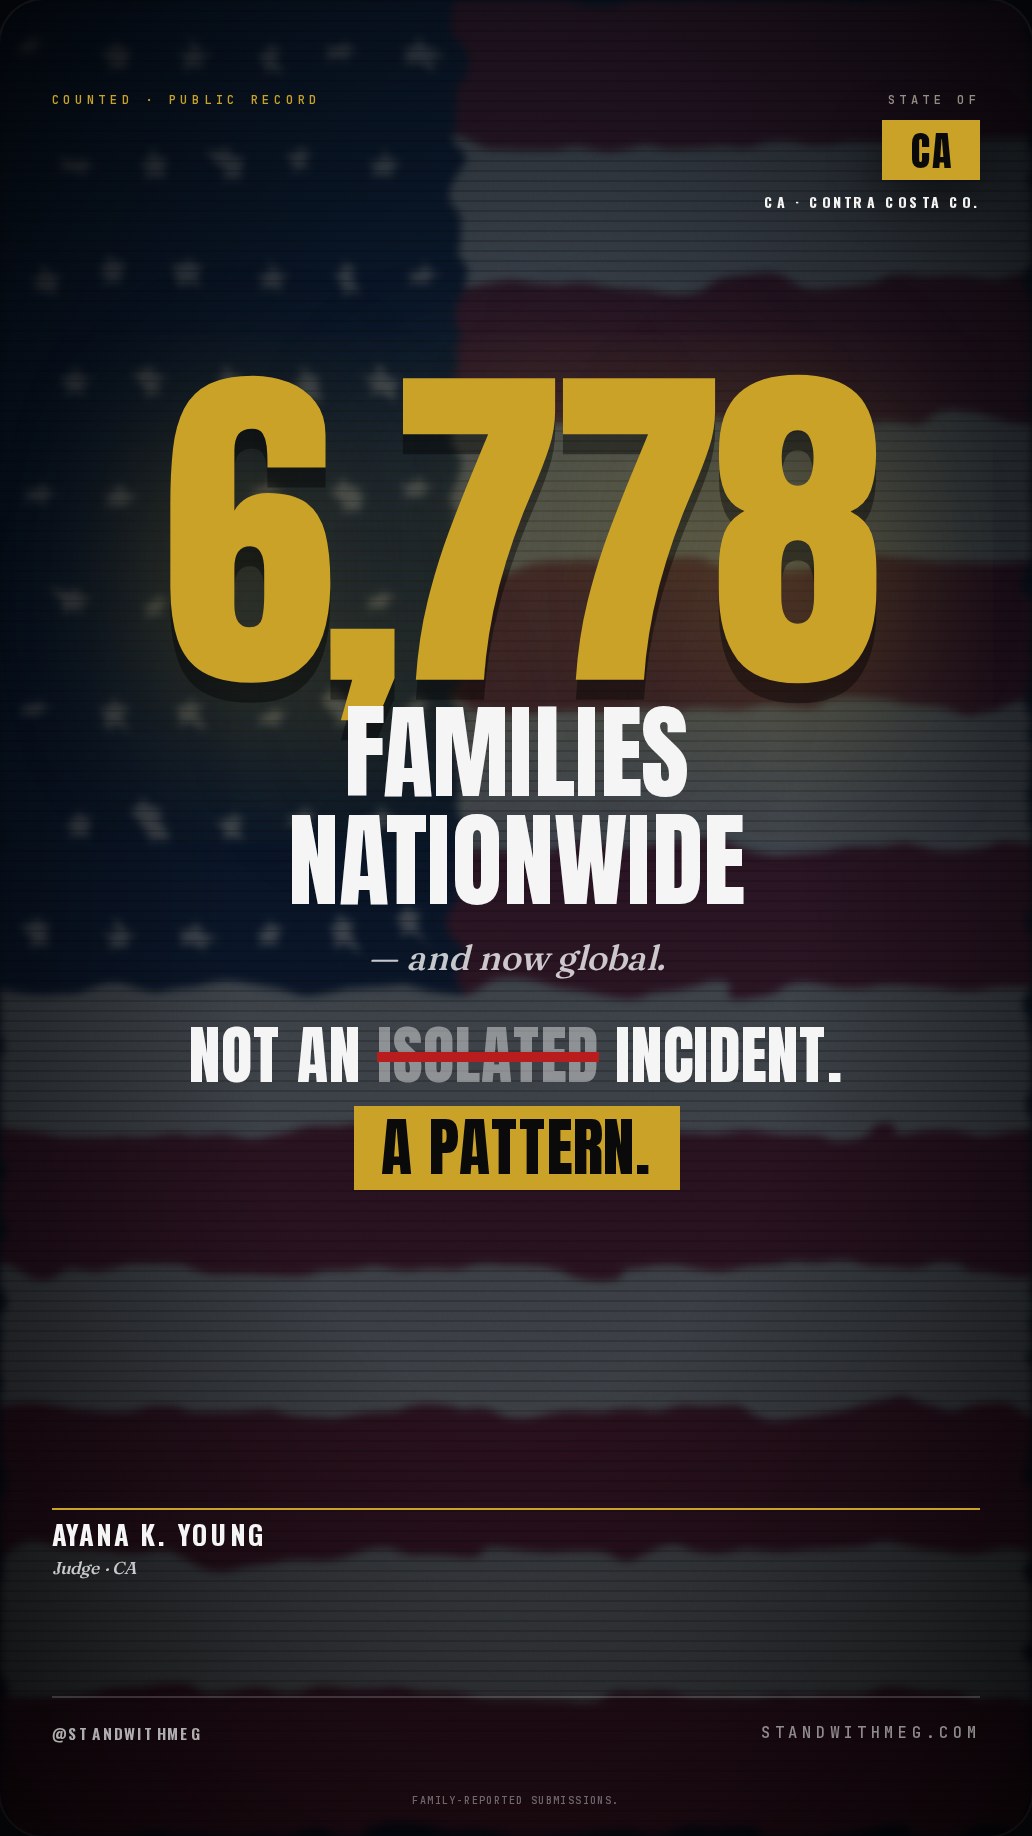 COUNTED · PUBLIC RECORD
STATE OF
CA
CA · CONTRA COSTA CO.
6,778
FAMILIES
NATIONWIDE
— and now global.
NOT AN ISOLATED INCIDENT.
A PATTERN.
AYANA K. YOUNG
Judge · CA
@STANDWITHMEG
STANDWITHMEG.COM
FAMILY-REPORTED SUBMISSIONS.